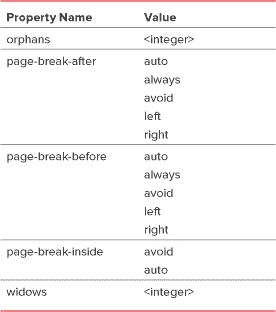 Property Name Value
orphans <integer>
page-break-after auto
always
avoid
left
right
page-break-before auto
always
avoid
left
right
page-break-inside avoid
auto
widows <integer>